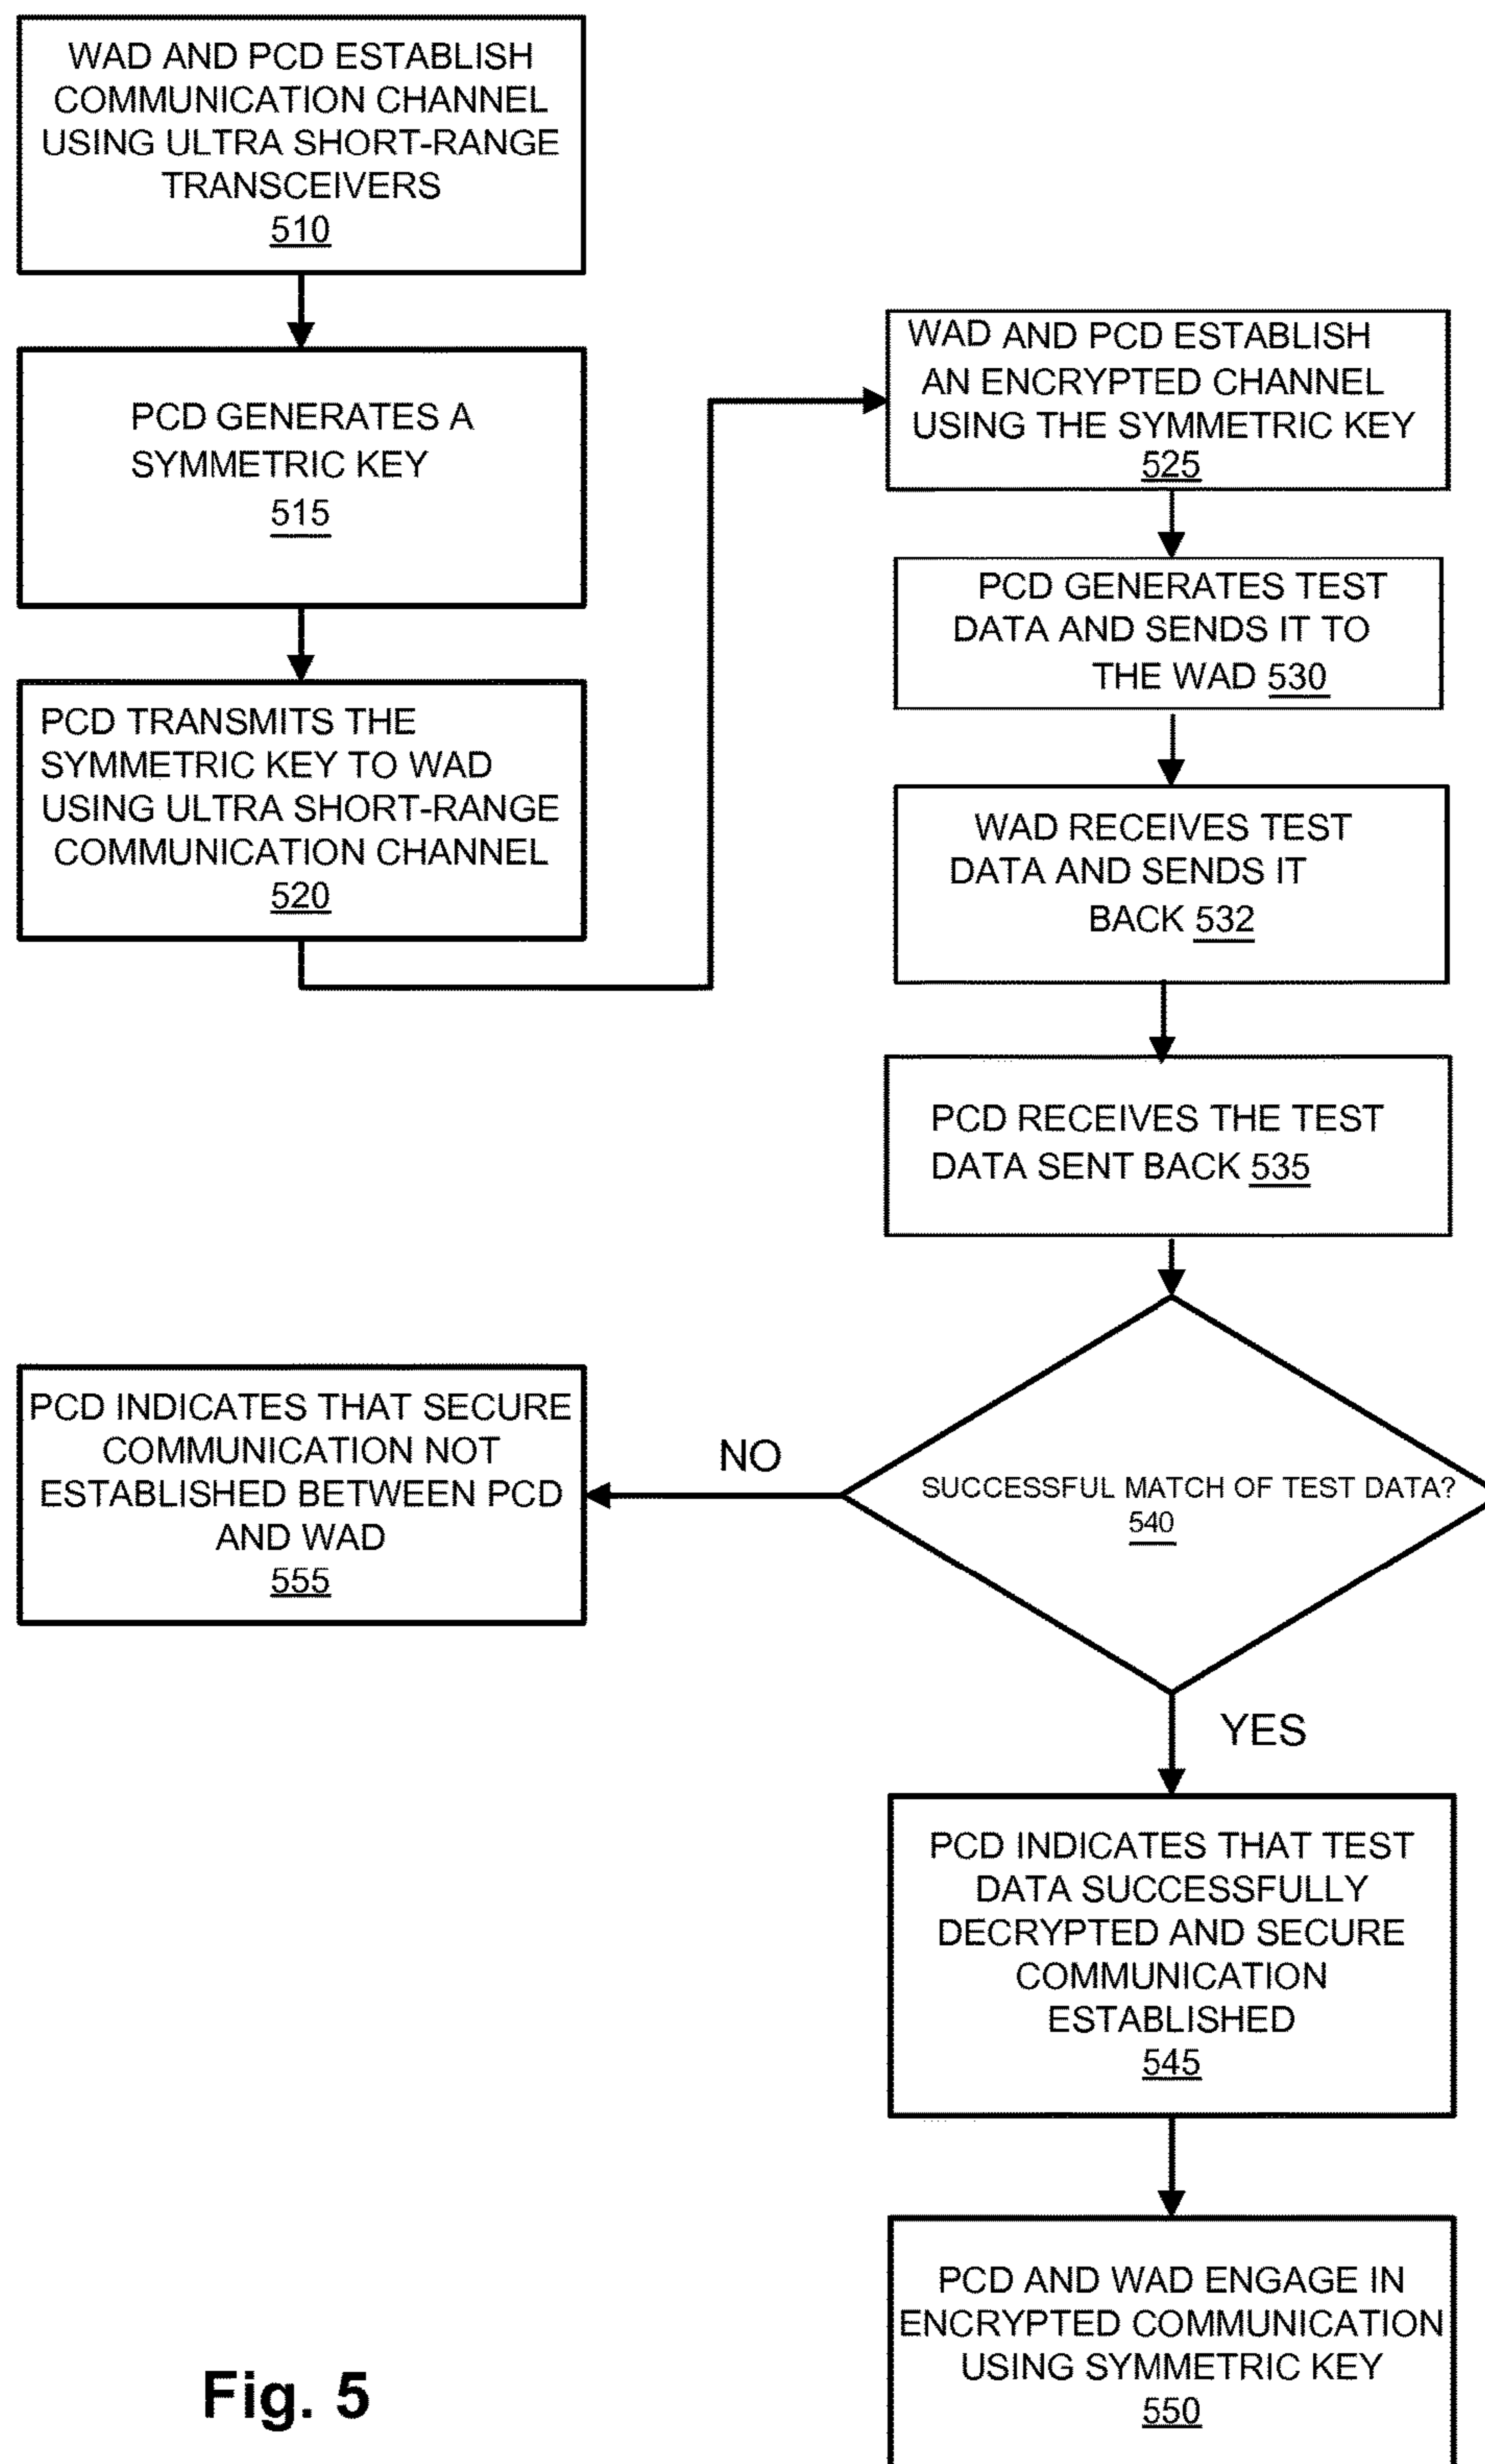 WAD AND PCD ESTABLISH
COMMUNICATION CHANNEL
USING ULTRA SHORT-RANGE
TRANSCEIVERS
510
PCD GENERATES A
SYMMETRIC KEY
515
PCD TRANSMITS THE
SYMMETRIC KEY TO WAD
USING ULTRA SHORT-RANGE
COMMUNICATION CHANNEL
520
WAD AND PCD ESTABLISH
AN ENCRYPTED CHANNEL
USING THE SYMMETRIC KEY
525
PCD GENERATES TEST
DATA AND SENDS IT TO
THE WAD 530
WAD RECEIVES TEST
DATA AND SENDS IT
BACK 532
PCD RECEIVES THE TEST
DATA SENT BACK 535
SUCCESSFUL MATCH OF TEST DATA?
540
NO
PCD INDICATES THAT SECURE
COMMUNICATION NOT
ESTABLISHED BETWEEN PCD
AND WAD
555
YES
PCD INDICATES THAT TEST
DATA SUCCESSFULLY
DECRYPTED AND SECURE
COMMUNICATION
ESTABLISHED
545
PCD AND WAD ENGAGE IN
ENCRYPTED COMMUNICATION
USING SYMMETRIC KEY
550
Fig. 5